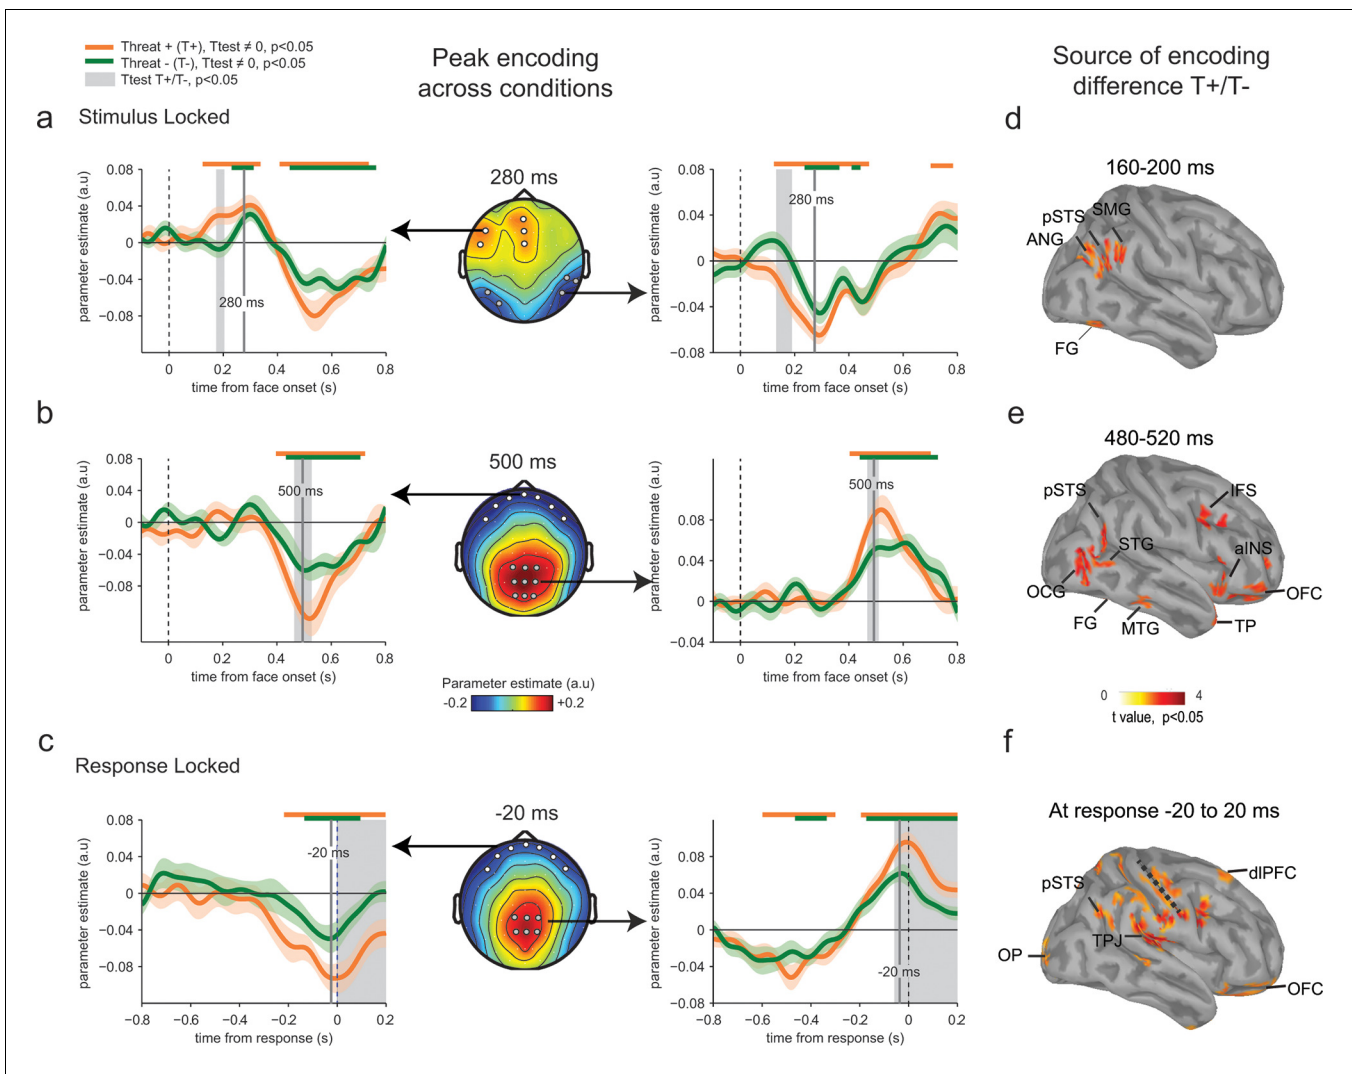 Threat + (T+), Ttest ≠ 0, p<0.05
Threat - (T-), Ttest ≠ 0, p<0.05
Ttest T+/T-, p<0.05
Peak encoding
across conditions
Source of encoding
difference T+/T-
a
Stimulus Locked
parameter estimate (a.u)
0.08
0.04
0
−0.04
−0.08
280 ms
0
0.2
0.4
0.6
0.8
time from face onset (s)
280 ms
parameter estimate (a.u)
0.08
0.04
0
−0.04
−0.08
280 ms
0
0.2
0.4
0.6
0.8
time from face onset (s)
d
160-200 ms
pSTS
SMG
ANG
FG
b
parameter estimate (a.u)
0.08
0.04
0
−0.04
−0.08
500 ms
0
0.2
0.4
0.6
0.8
time from face onset (s)
500 ms
parameter estimate (a.u)
0.08
0.04
0
−0.04
500 ms
0
0.2
0.4
0.6
0.8
time from face onset (s)
Parameter estimate (a.u)
-0.2
+0.2
e
480-520 ms
pSTS
IFS
STG
aINS
OCG
OFC
FG
MTG
TP
0
4
t value, p<0.05
c
Response Locked
parameter estimate (a.u)
0.08
0.04
0
−0.04
−0.08
-20 ms
−0.8
−0.6
−0.4
−0.2
0
0.2
time from response (s)
-20 ms
parameter estimate (a.u)
0.12
0.08
0.04
0
−0.04
−0.08
-20 ms
−0.8
−0.6
−0.4
−0.2
0
0.2
time from response (s)
f
At response -20 to 20 ms
pSTS
dlPFC
TPJ
OP
OFC